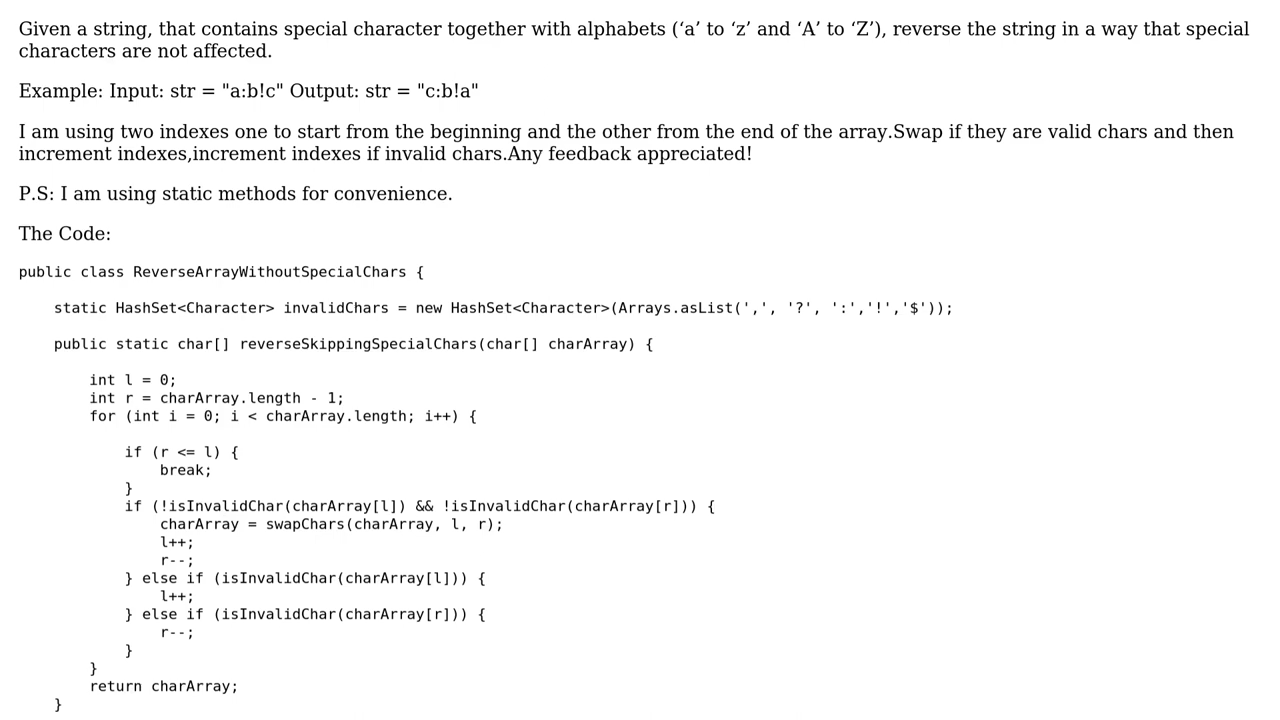 Given a string, that contains special character together with alphabets (‘a’ to ‘z’ and ‘A’ to ‘Z’), reverse the string in a way that special
characters are not affected.
Example: Input: str = "a:b!c" Output: str = "c:b!a"
I am using two indexes one to start from the beginning and the other from the end of the array.Swap if they are valid chars and then
increment indexes,increment indexes if invalid chars.Any feedback appreciated!
P.S: I am using static methods for convenience.
The Code:
public class ReverseArrayWithoutSpecialChars {
    static HashSet<Character> invalidChars = new HashSet<Character>(Arrays.asList(',', '?', ':','!','$'));
    public static char[] reverseSkippingSpecialChars(char[] charArray) {
        int l = 0;
        int r = charArray.length - 1;
        for (int i = 0; i < charArray.length; i++) {
            if (r <= l) {
                break;
            }
            if (!isInvalidChar(charArray[l]) && !isInvalidChar(charArray[r])) {
                charArray = swapChars(charArray, l, r);
                l++;
                r--;
            } else if (isInvalidChar(charArray[l])) {
                l++;
            } else if (isInvalidChar(charArray[r])) {
                r--;
            }
        }
        return charArray;
    }